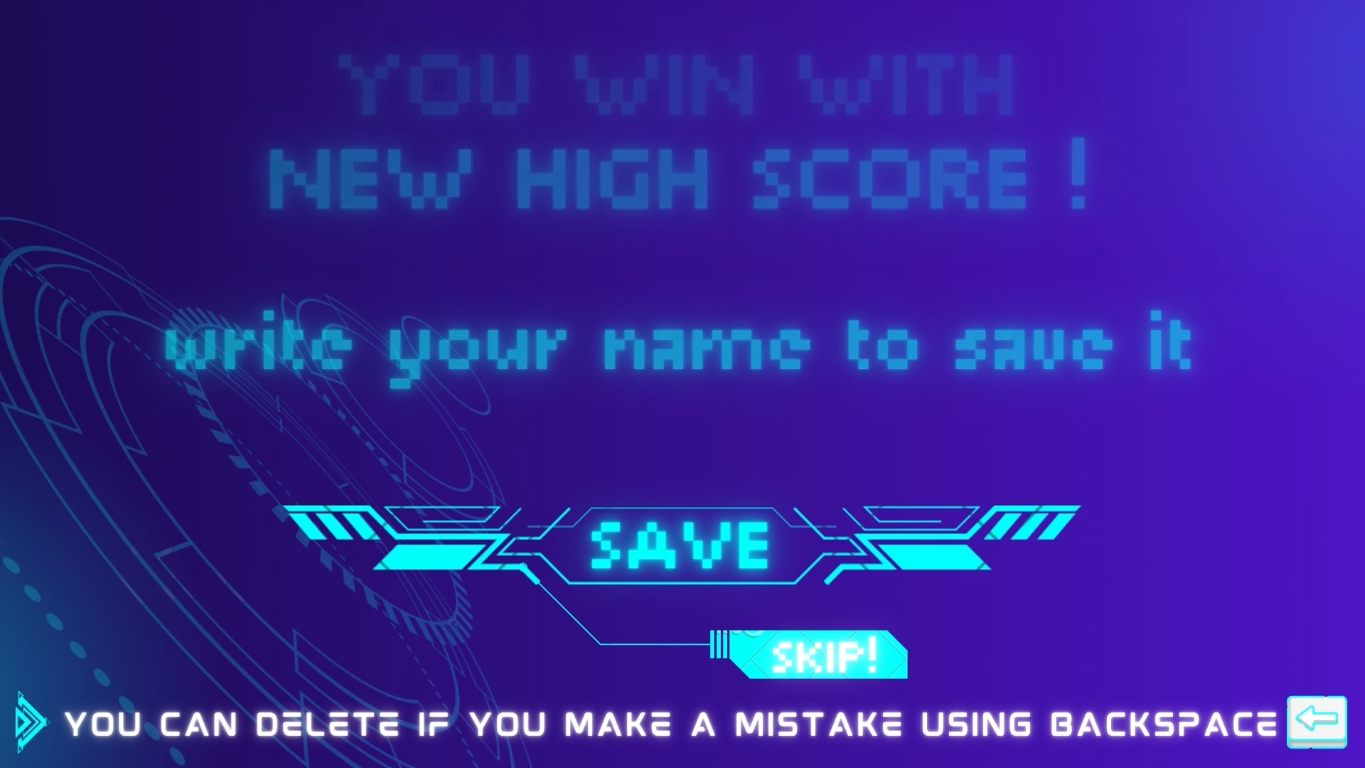 YOU WIN WITH
NEW HIGH SCORE !
write your name to save it
SAVE
SKIP!
YOU CAN DELETE IF YOU MAKE A MISTAKE USING BACKSPACE